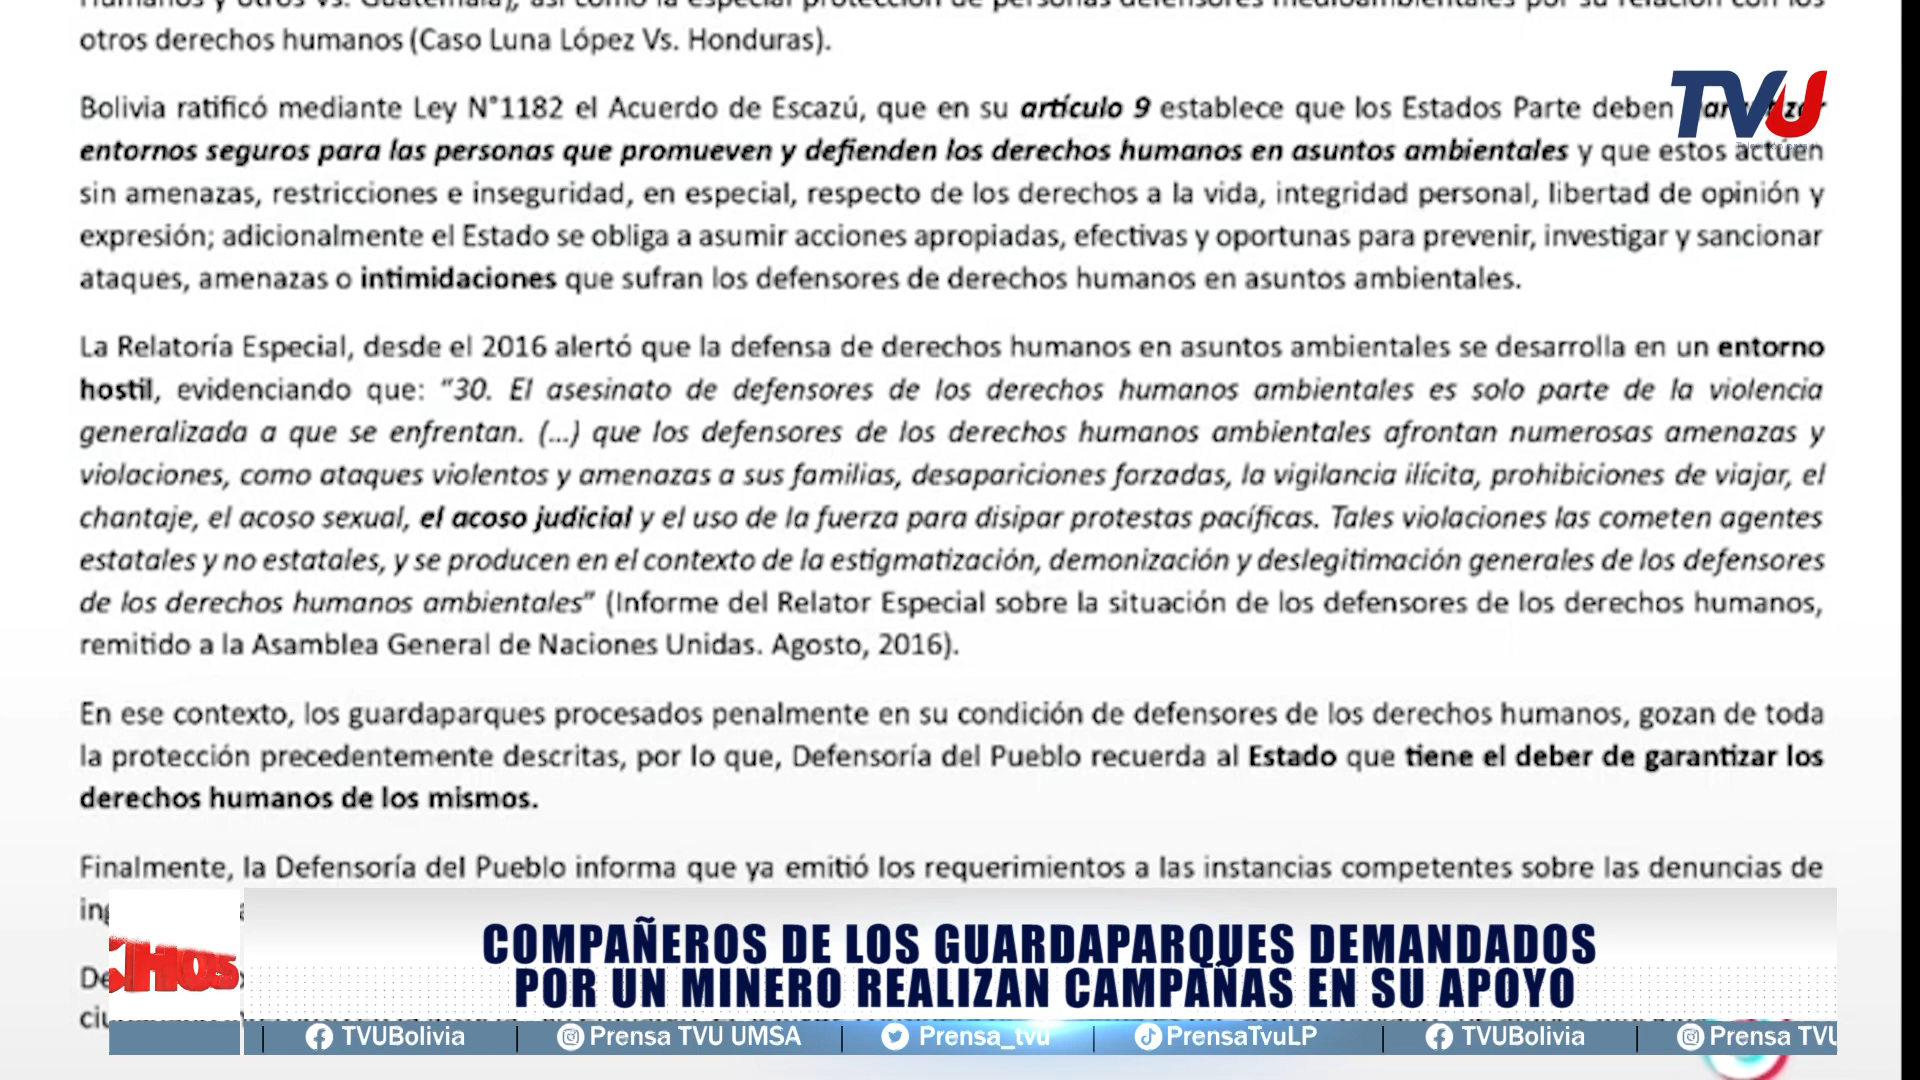 otros derechos humanos (Caso Luna López Vs. Honduras).
Bolivia ratificó mediante Ley N°1182 el Acuerdo de Escazú, que en su artículo 9 establece que los Estados Parte deben
entornos seguros para las personas que promueven y defienden los derechos humanos en asuntos ambientales y que estos actúen
sin amenazas, restricciones e inseguridad, en especial, respecto de los derechos a la vida, integridad personal, libertad de opinión y
expresión; adicionalmente el Estado se obliga a asumir acciones apropiadas, efectivas y oportunas para prevenir, investigar y sancionar
ataques, amenazas o intimidaciones que sufran los defensores de derechos humanos en asuntos ambientales.
La Relatoría Especial, desde el 2016 alertó que la defensa de derechos humanos en asuntos ambientales se desarrolla en un entorno
hostil, evidenciando que: "30. El asesinato de defensores de los derechos humanos ambientales es solo parte de la violencia
generalizada a que se enfrentan. (...) que los defensores de los derechos humanos ambientales afrontan numerosas amenazas y
violaciones, como ataques violentos y amenazas a sus familias, desapariciones forzadas, la vigilancia ilícita, prohibiciones de viajar, el
chantaje, el acoso sexual, el acoso judicial y el uso de la fuerza para disipar protestas pacíficas. Tales violaciones las cometen agentes
estatales y no estatales, y se producen en el contexto de la estigmatización, demonización y deslegitimación generales de los defensores
de los derechos humanos ambientales" (Informe del Relator Especial sobre la situación de los defensores de los derechos humanos,
remitido a la Asamblea General de Naciones Unidas. Agosto, 2016).
En ese contexto, los guardaparques procesados penalmente en su condición de defensores de los derechos humanos, gozan de toda
la protección precedentemente descritas, por lo que, Defensoría del Pueblo recuerda al Estado que tiene el deber de garantizar los
derechos humanos de los mismos.
Finalmente, la Defensoría del Pueblo informa que ya emitió los requerimientos a las instancias competentes sobre las denuncias de
TVU
COMPAÑEROS DE LOS GUARDAPARQUES DEMANDADOS
POR UN MINERO REALIZAN CAMPAÑAS EN SU APOYO
TVUBolivia Prensa TVU UMSA Prensa_tvu PrensaTvuLP TVUBolivia Prensa TVU